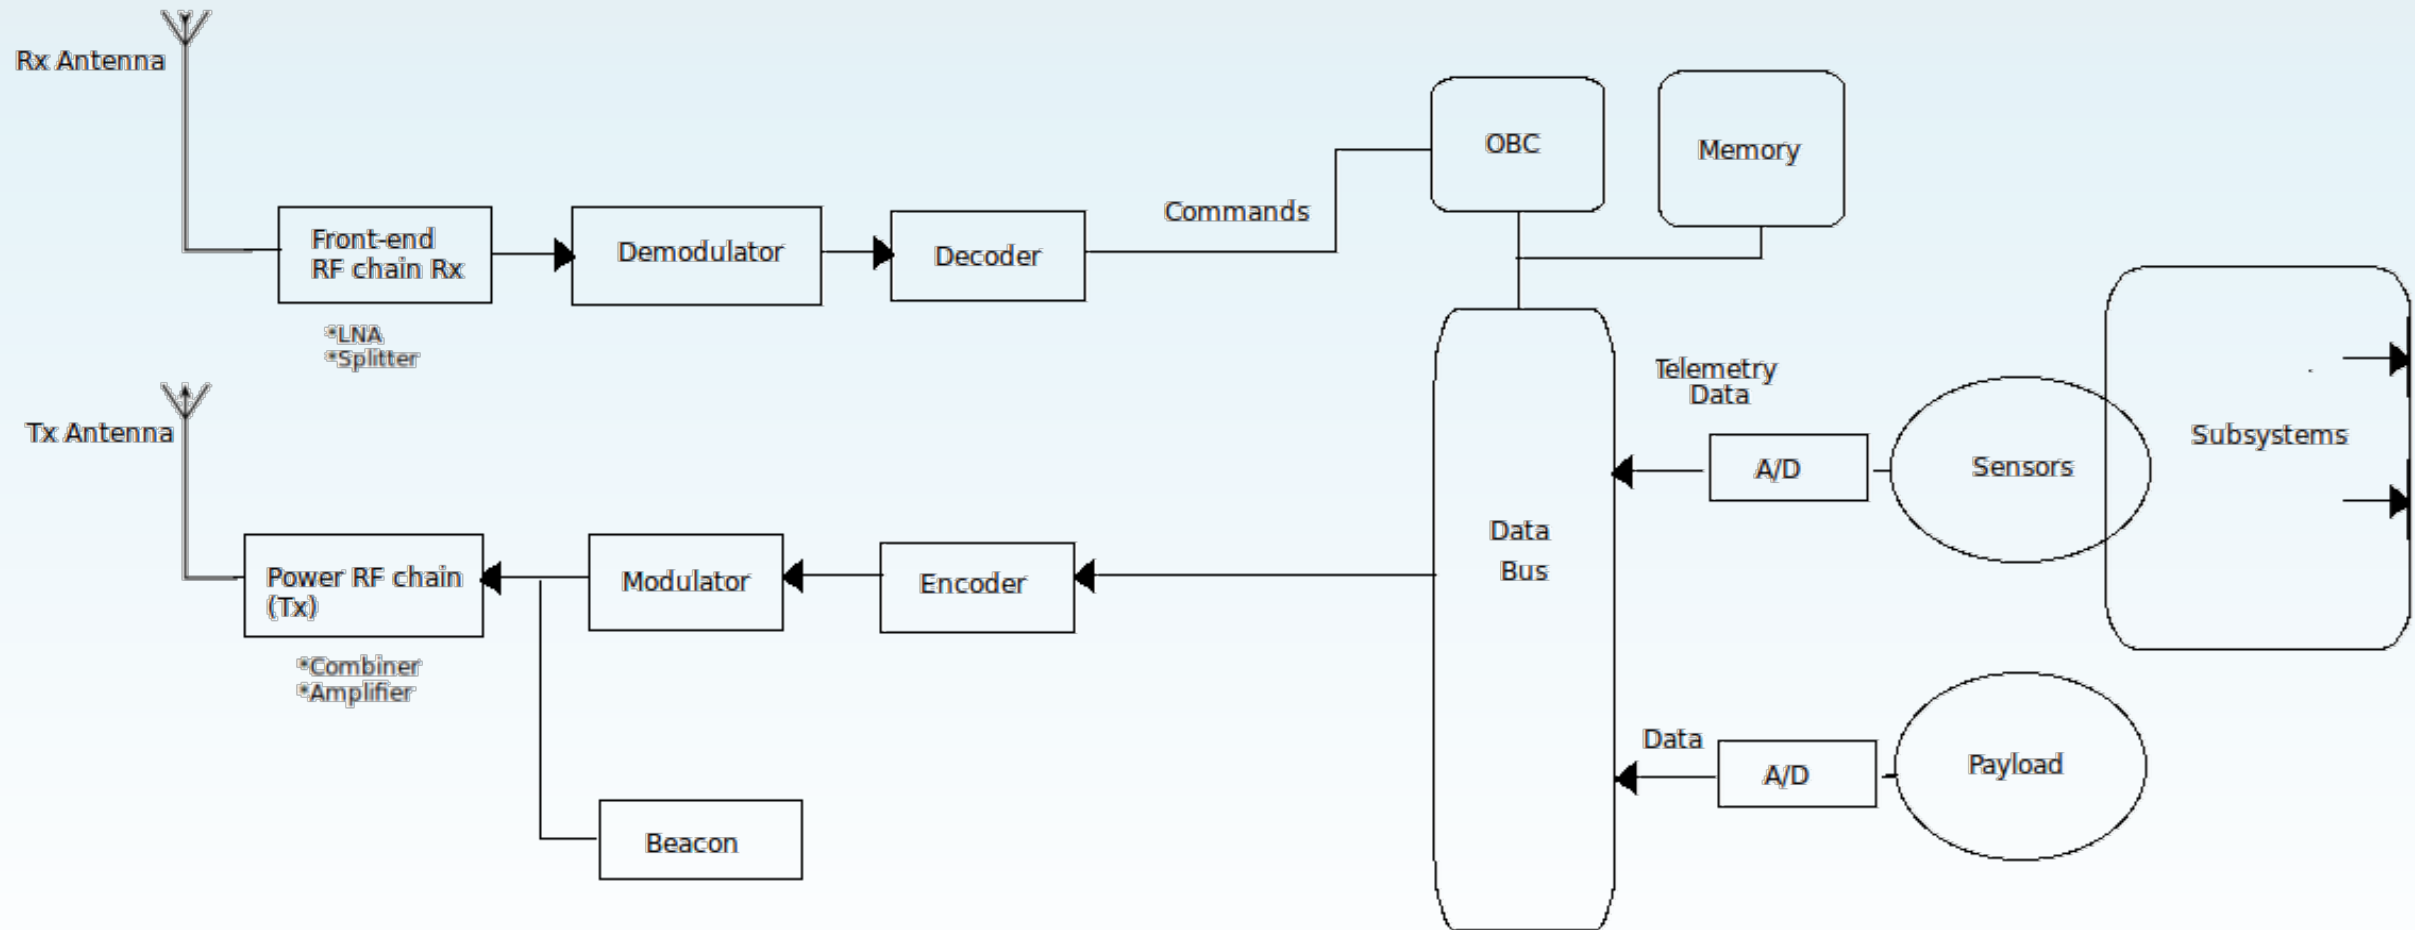 Rx Antenna
OBC
Memory
Commands
Front-end
RF chain Rx
Demodulator
Decoder
*LNA
*Splitter
Telemetry
Data
Tx Antenna
Subsystems
A/D
Sensors
Data
Bus
Power RF chain
(Tx)
Modulator
Encoder
*Combiner
*Amplifier
Data
A/D
Payload
Beacon